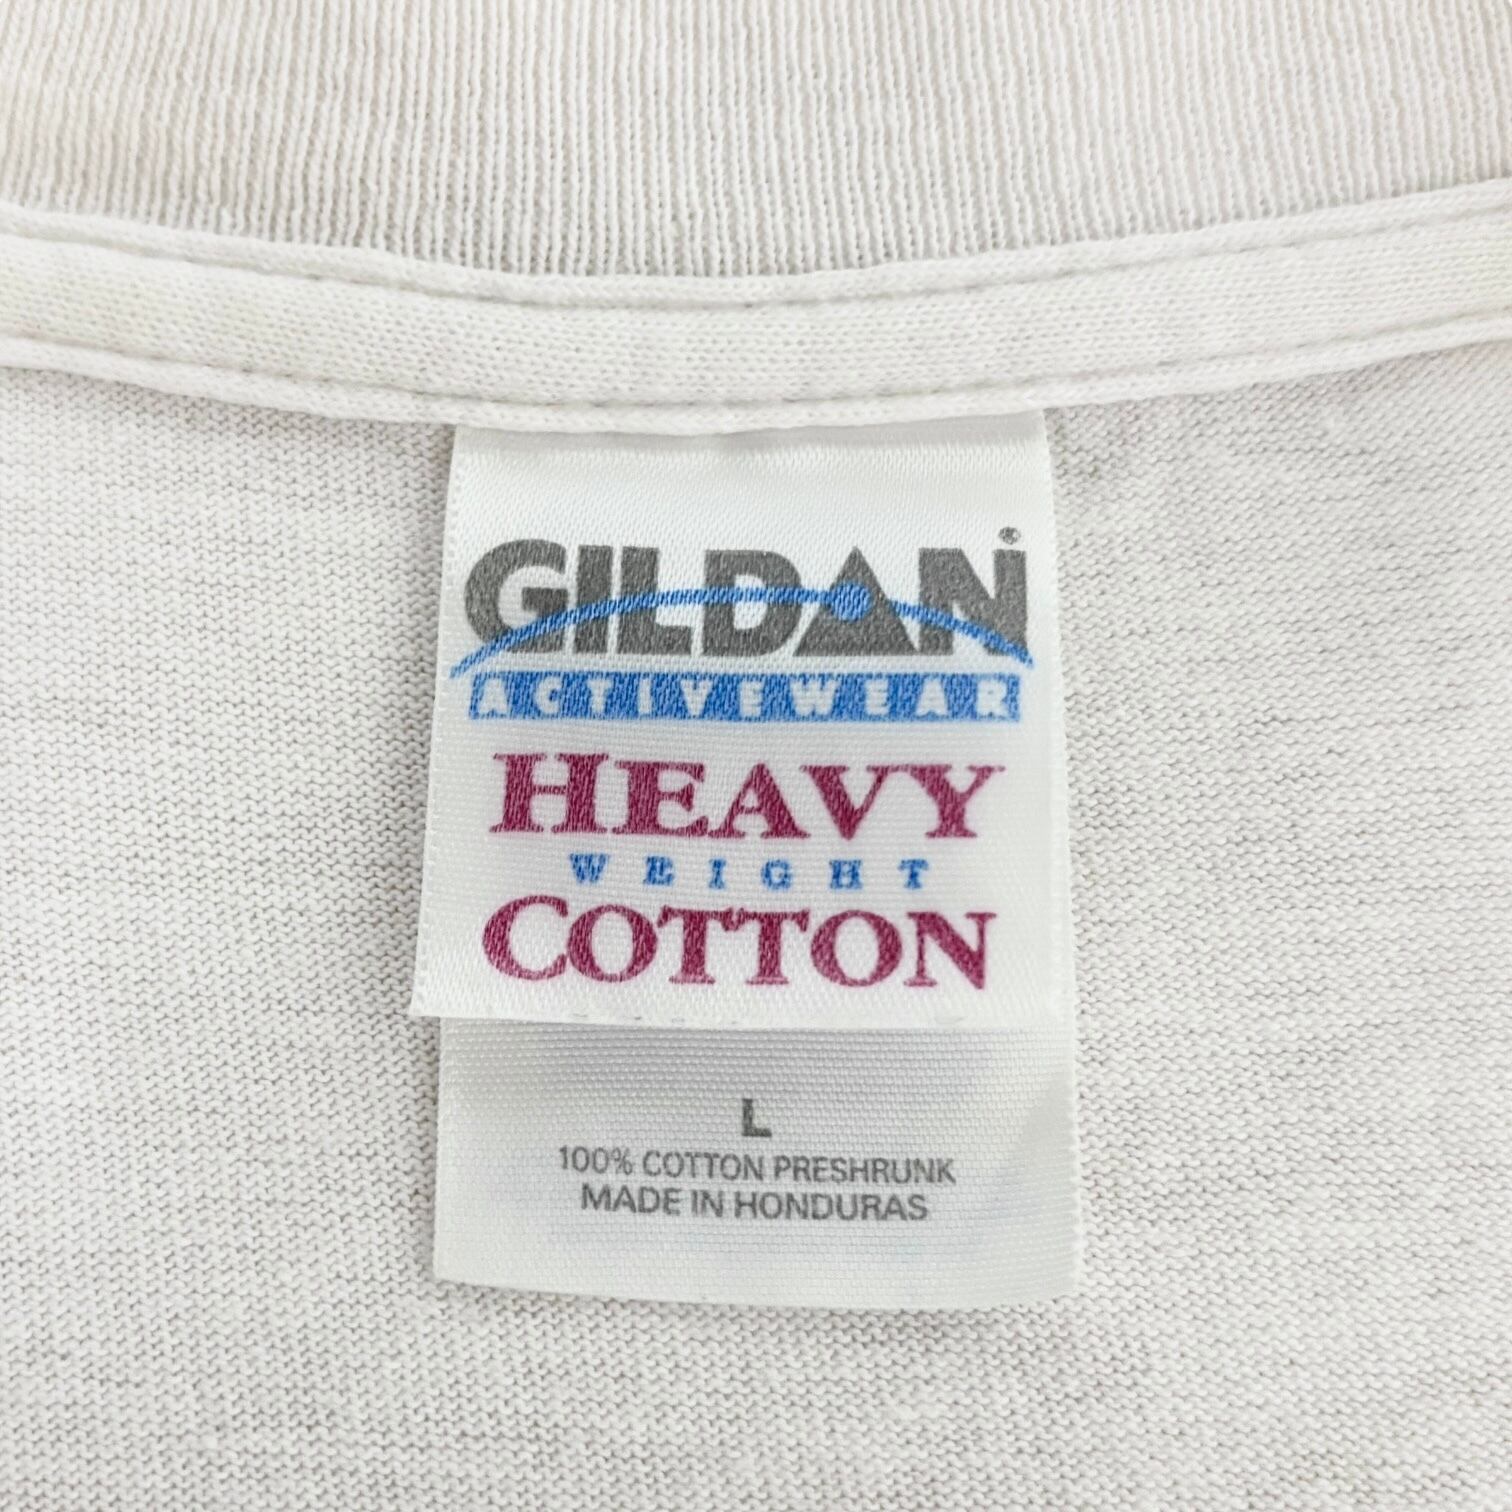 GILDAN®
ACTIVEWEAR
HEAVY
WEIGHT
COTTON
L
100% COTTON PRESHRUNK
MADE IN HONDURAS